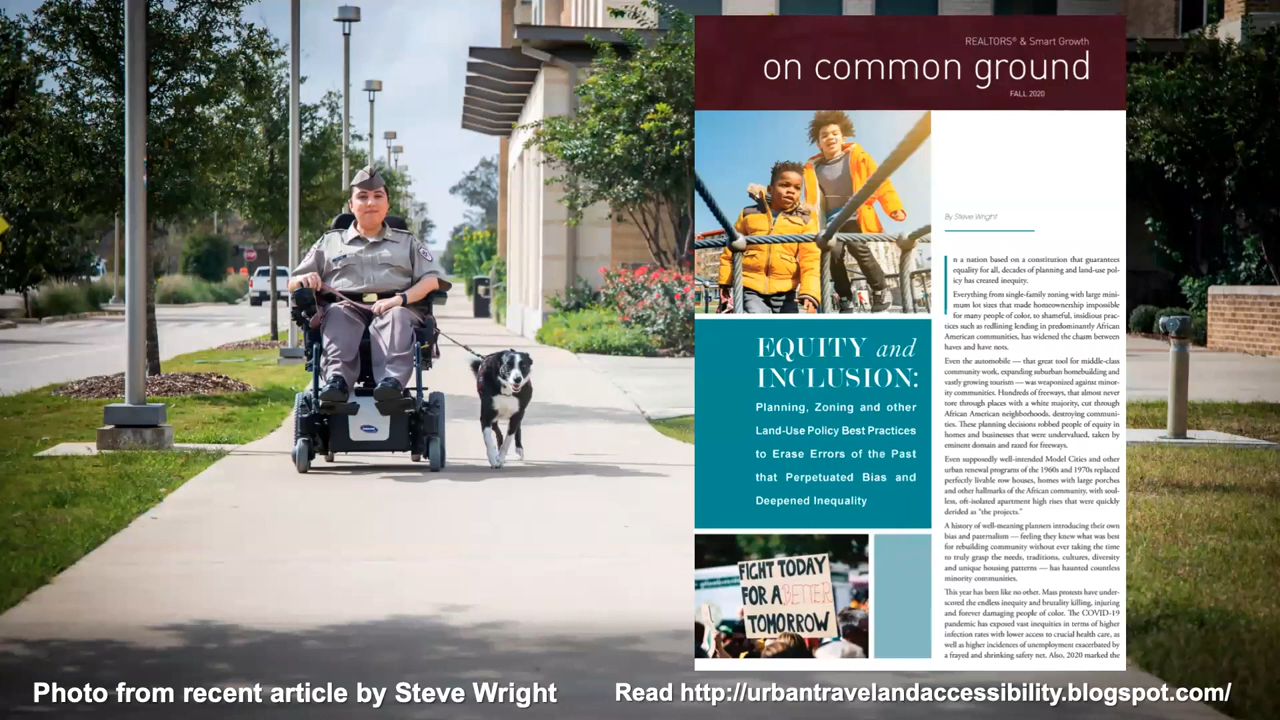 REALTORS® & Smart Growth
on common ground
FALL 2020
By Steve Wright
EQUITY and
INCLUSION:
Planning, Zoning and other
Land-Use Policy Best Practices
to Erase Errors of the Past
that Perpetuated Bias and
Deepened Inequality
FIGHT TODAY
FOR A BETTER
TOMORROW
n a nation based on a constitution that guarantees
equality for all, decades of planning and land-use pol-
icy has created inequity.
Everything from single-family zoning with large mini-
mum lot sizes that made homeownership impossible
for many people of color, to shameful, insidious prac-
tices such as redlining lending in predominantly African
American communities, has widened the chasm between
haves and have nots.
Even the automobile — that great tool for middle-class
community work, expanding suburban homebuilding and
vastly growing tourism — was weaponized against minor-
ity communities. Hundreds of freeways, that almost never
tore through places with a white majority, cut through
African American neighborhoods, destroying communi-
ties. These planning decisions robbed people of equity in
homes and businesses that were undervalued, taken by
eminent domain and razed for freeways.
Even supposedly well-intended Model Cities and other
urban renewal programs of the 1960s and 1970s replaced
perfectly livable row houses, homes with large porches
and other hallmarks of the African community, with soul-
less, oft-isolated apartment high rises that were quickly
derided as “the projects.”
A history of well-meaning planners introducing their own
bias and paternalism — feeling they knew what was best
for rebuilding community without ever taking the time
to truly grasp the needs, traditions, cultures, diversity
and unique housing patterns — has haunted countless
minority communities.
This year has been like no other. Mass protests have under-
scored the endless inequity and brutality killing, injuring
and forever damaging people of color. The COVID-19
pandemic has exposed vast inequities in terms of higher
infection rates with lower access to crucial health care, as
well as higher incidences of unemployment exacerbated by
a frayed and shrinking safety net. Also, 2020 marked the
Photo from recent article by Steve Wright
Read http://urbantravelandaccessibility.blogspot.com/